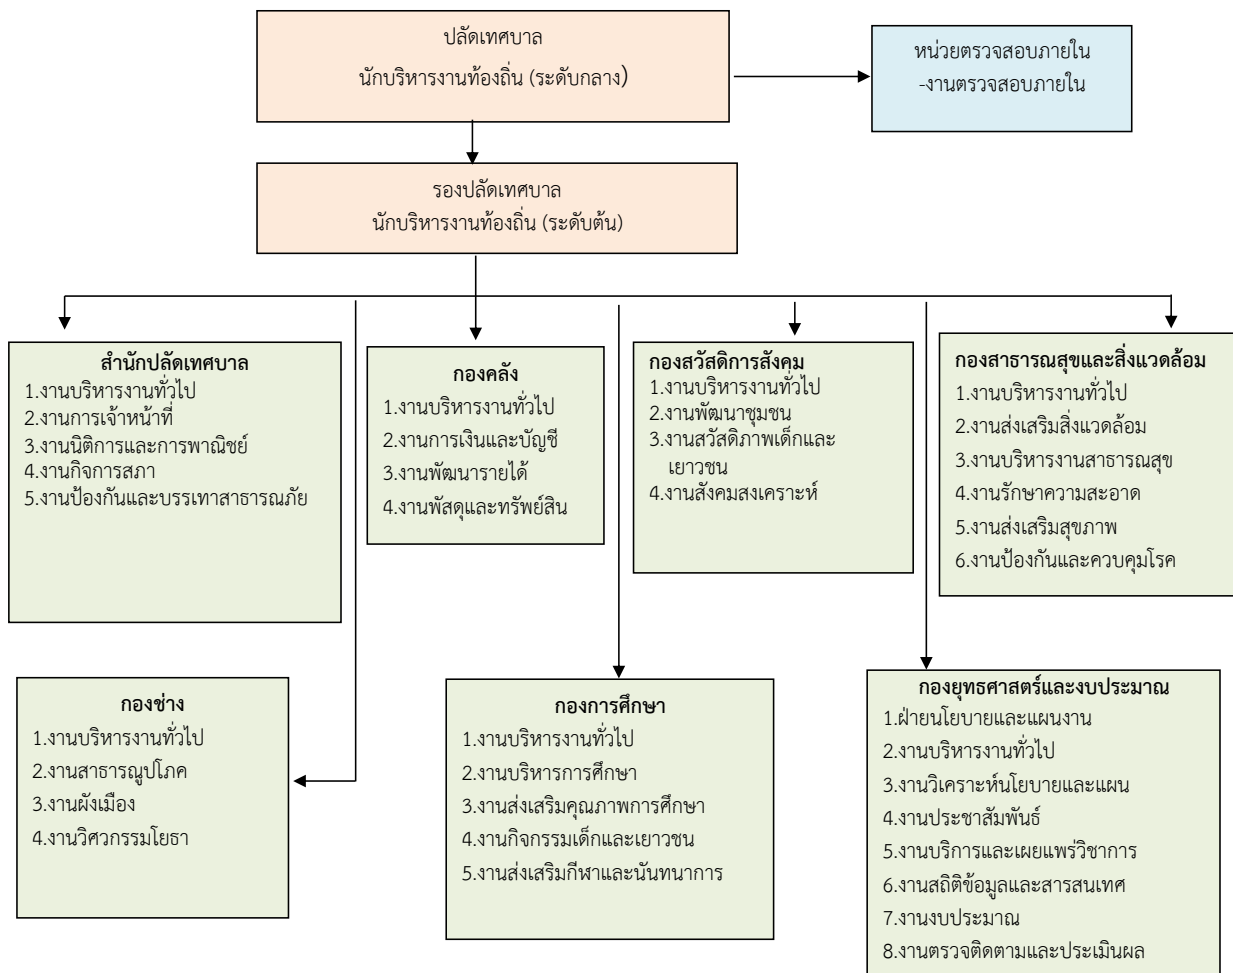 ปลัดเทศบาล
นักบริหารงานท้องถิ่น (ระดับกลาง)
หน่วยตรวจสอบภายใน
-งานตรวจสอบภายใน
รองปลัดเทศบาล
นักบริหารงานท้องถิ่น (ระดับต้น)
สำนักปลัดเทศบาล
1.งานบริหารงานทั่วไป
2.งานการเจ้าหน้าที่
3.งานนิติการและการพาณิชย์
4.งานกิจการสภา
5.งานป้องกันและบรรเทาสาธารณภัย
กองคลัง
1.งานบริหารงานทั่วไป
2.งานการเงินและบัญชี
3.งานพัฒนารายได้
4.งานพัสดุและทรัพย์สิน
กองสวัสดิการสังคม
1.งานบริหารงานทั่วไป
2.งานพัฒนาชุมชน
3.งานสวัสดิภาพเด็กและ
เยาวชน
4.งานสังคมสงเคราะห์
กองสาธารณสุขและสิ่งแวดล้อม
1.งานบริหารงานทั่วไป
2.งานส่งเสริมสิ่งแวดล้อม
3.งานบริหารงานสาธารณสุข
4.งานรักษาความสะอาด
5.งานส่งเสริมสุขภาพ
6.งานป้องกันและควบคุมโรค
กองช่าง
1.งานบริหารงานทั่วไป
2.งานสาธารณูปโภค
3.งานผังเมือง
4.งานวิศวกรรมโยธา
กองการศึกษา
1.งานบริหารงานทั่วไป
2.งานบริหารการศึกษา
3.งานส่งเสริมคุณภาพการศึกษา
4.งานกิจกรรมเด็กและเยาวชน
5.งานส่งเสริมกีฬาและนันทนาการ
กองยุทธศาสตร์และงบประมาณ
1.ฝ่ายนโยบายและแผนงาน
2.งานบริหารงานทั่วไป
3.งานวิเคราะห์นโยบายและแผน
4.งานประชาสัมพันธ์
5.งานบริการและเผยแพร่วิชาการ
6.งานสถิติข้อมูลและสารสนเทศ
7.งานงบประมาณ
8.งานตรวจติดตามและประเมินผล